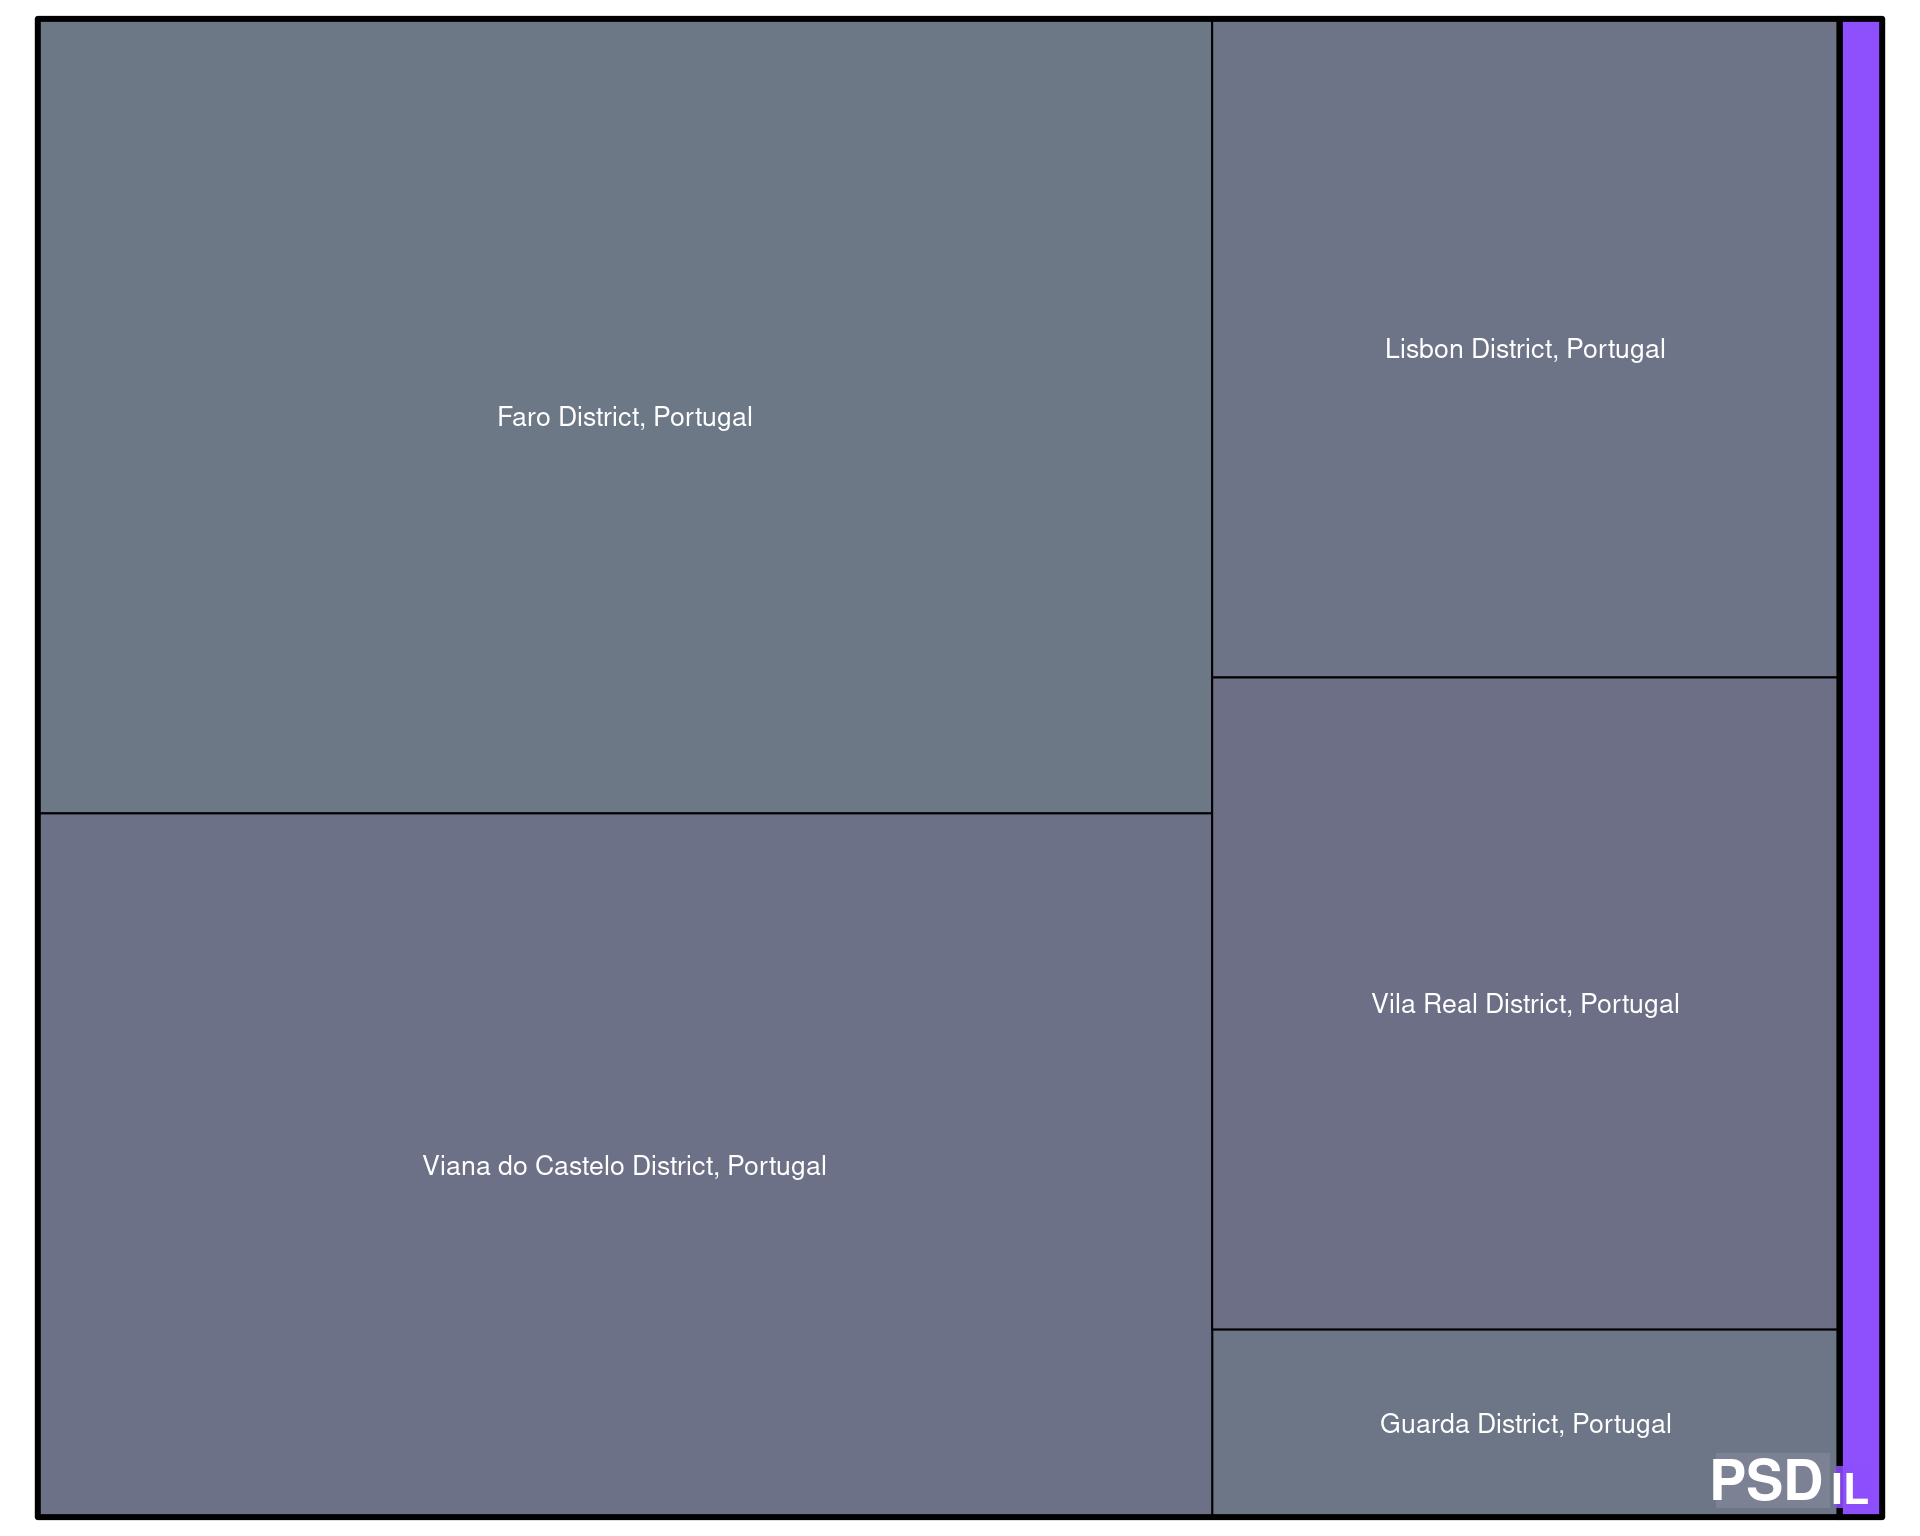 Faro District, Portugal
Lisbon District, Portugal
Viana do Castelo District, Portugal
Vila Real District, Portugal
Guarda District, Portugal
PSD
IL